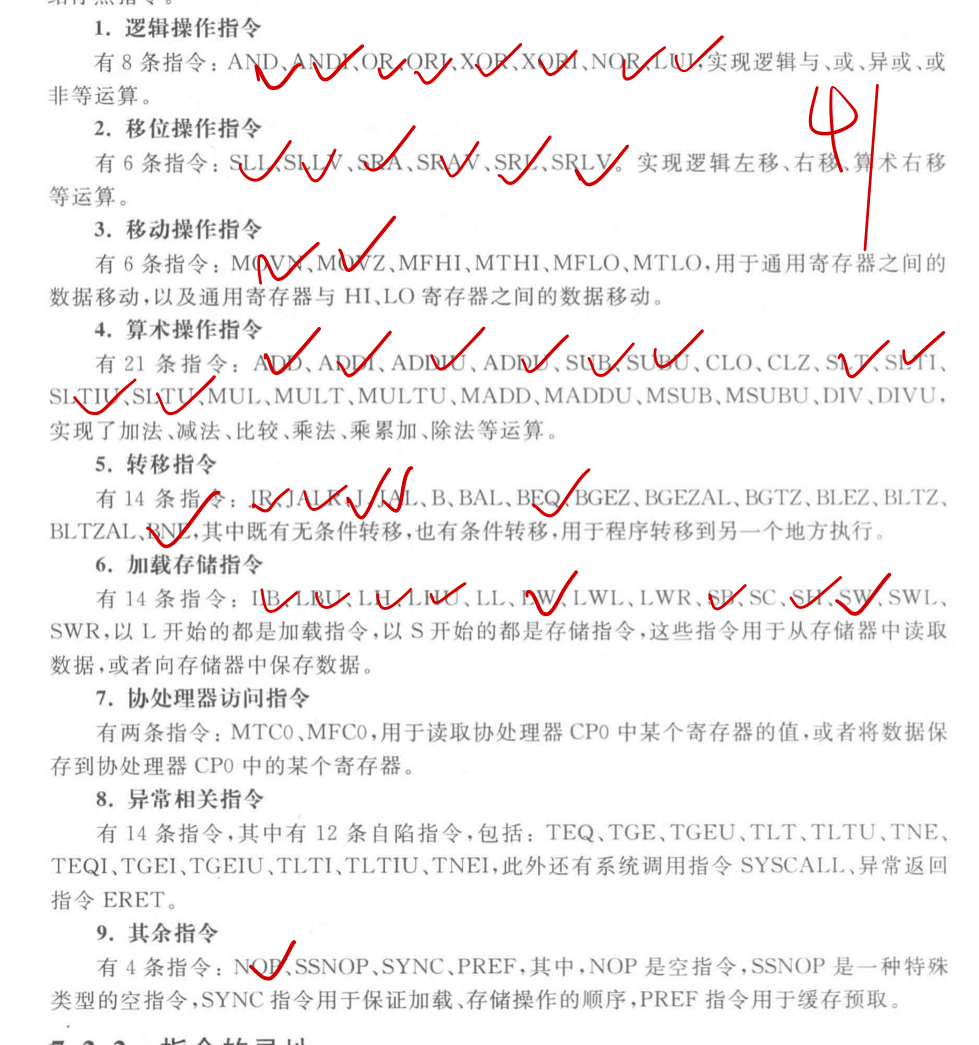 1. 逻辑操作指令
有 8 条指令：AND、ANDI、OR、ORI、XOR、XORI、NOR、LUI，实现逻辑与、或、异或、或
非等运算。
41
2. 移位操作指令
有 6 条指令：SLL、SLLV、SRA、SRAV、SRL、SRLV。实现逻辑左移、右移、算术右移
等运算。
3. 移动操作指令
有 6 条指令：MOVN、MOVZ、MFHI、MTHI、MFLO、MTLO，用于通用寄存器之间的
数据移动，以及通用寄存器与 HI、LO 寄存器之间的数据移动。
4. 算术操作指令
有 21 条指令：ADD、ADDI、ADDIU、ADDU、SUB、SUBU、CLO、CLZ、SLT、SLTI、
SLTIU、SLTU、MUL、MULT、MULTU、MADD、MADDU、MSUB、MSUBU、DIV、DIVU，
实现了加法、减法、比较、乘法、乘累加、除法等运算。
5. 转移指令
有 14 条指令：JR、JALR、J、JAL、B、BAL、BEQ、BGEZ、BGEZAL、BGTZ、BLEZ、BLTZ、
BLTZAL、BNE，其中既有无条件转移，也有条件转移，用于程序转移到另一个地方执行。
6. 加载存储指令
有 14 条指令：LB、LBU、LH、LHU、LL、LW、LWL、LWR、SB、SC、SH、SW、SWL、
SWR，以 L 开始的都是加载指令，以 S 开始的都是存储指令，这些指令用于从存储器中读取
数据，或者向存储器中保存数据。
7. 协处理器访问指令
有两条指令：MTC0、MFC0，用于读取协处理器 CP0 中某个寄存器的值，或者将数据保
存到协处理器 CP0 中的某个寄存器。
8. 异常相关指令
有 14 条指令，其中有 12 条自陷指令，包括：TEQ、TGE、TGEU、TLT、TLTU、TNE、
TEQI、TGEI、TGEIU、TLTI、TLTIU、TNEI，此外还有系统调用指令 SYSCALL、异常返回
指令 ERET。
9. 其余指令
有 4 条指令：NOP、SSNOP、SYNC、PREF，其中，NOP 是空指令，SSNOP 是一种特殊
类型的空指令，SYNC 指令用于保证加载、存储操作的顺序，PREF 指令用于缓存预取。